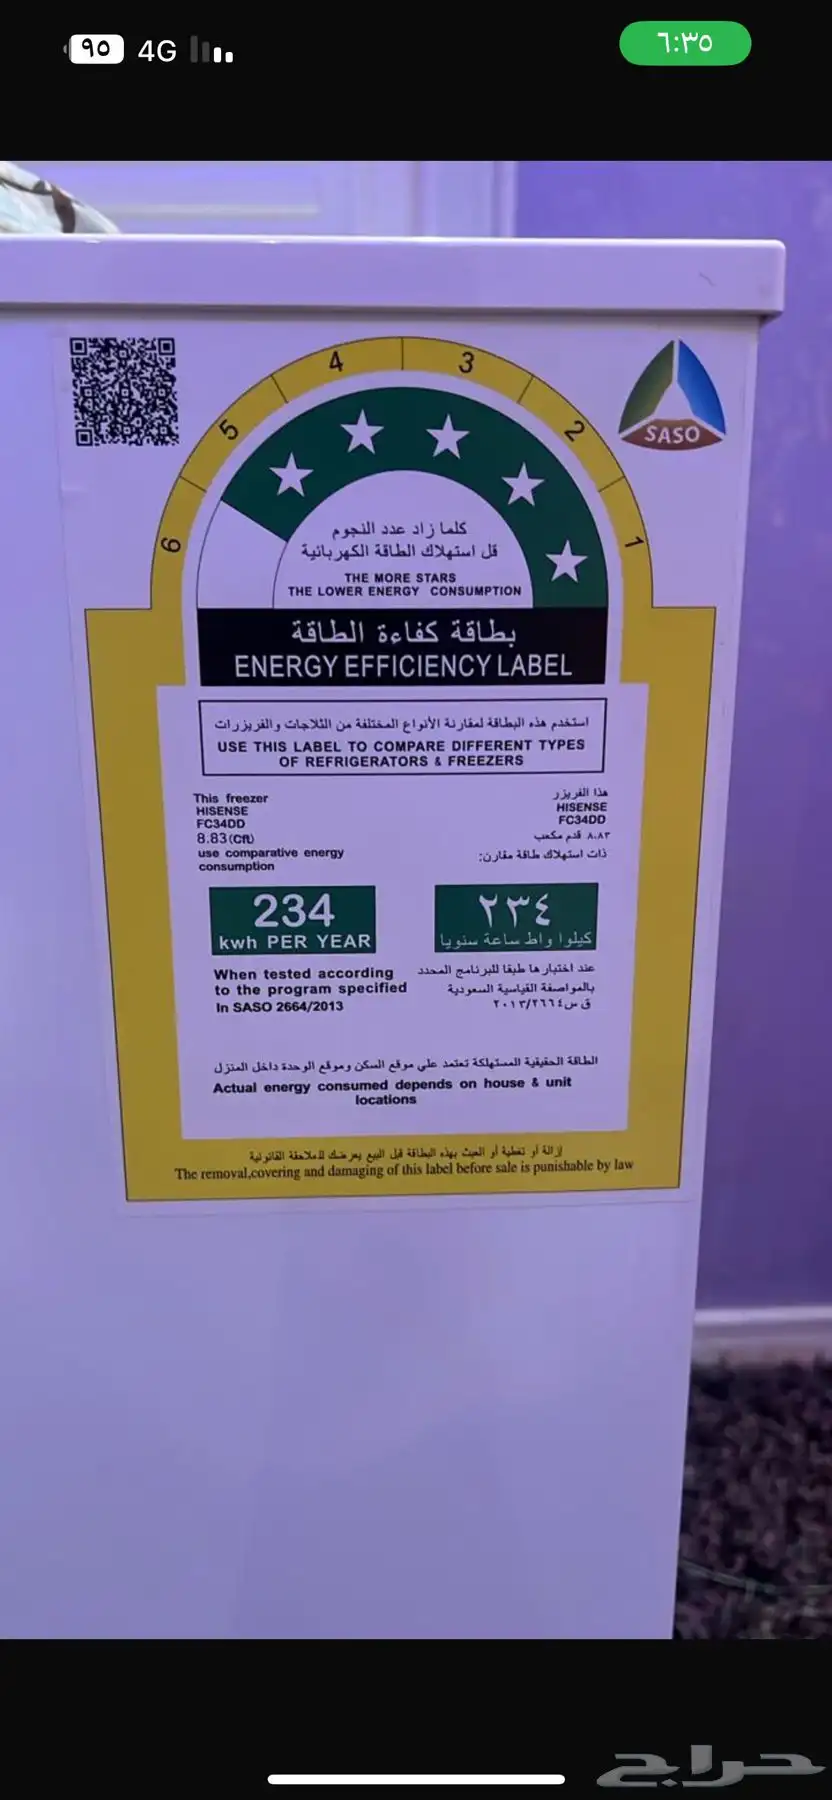 ٩٥ 4G ٦:٣٥
4 3
5 2
6 1
SASO
كلما زاد عدد النجوم
قل استهلاك الطاقة الكهربائية
THE MORE STARS
THE LOWER ENERGY CONSUMPTION
بطاقة كفاءة الطاقة
ENERGY EFFICIENCY LABEL
استخدم هذه البطاقة لمقارنة الأنواع المختلفة من الثلاجات والفريزرات
USE THIS LABEL TO COMPARE DIFFERENT TYPES
OF REFRIGERATORS & FREEZERS
This freezer
HISENSE
FC34DD
8.83(Cft)
use comparative energy
consumption
هذا الفريزر
HISENSE
FC34DD
٨.٨٣ قدم مكعب
ذات استهلاك طاقة مقارن:
234
kwh PER YEAR
٢٣٤
كيلوا واط ساعة سنويا
When tested according
to the program specified
In SASO 2664/2013
عند اختبارها طبقا للبرنامج المحدد
بالمواصفة القياسية السعودية
ق س٢٠١٣/٢٦٦٤
الطاقة الحقيقية المستهلكة تعتمد علي موقع السكن وموقع الوحدة داخل المنزل
Actual energy consumed depends on house & unit
locations
إزالة أو تغطية أو العبث بهذه البطاقة قبل البيع يعرضك للملاحقة القانونية
The removal,covering and damaging of this label before sale is punishable by law
حراج